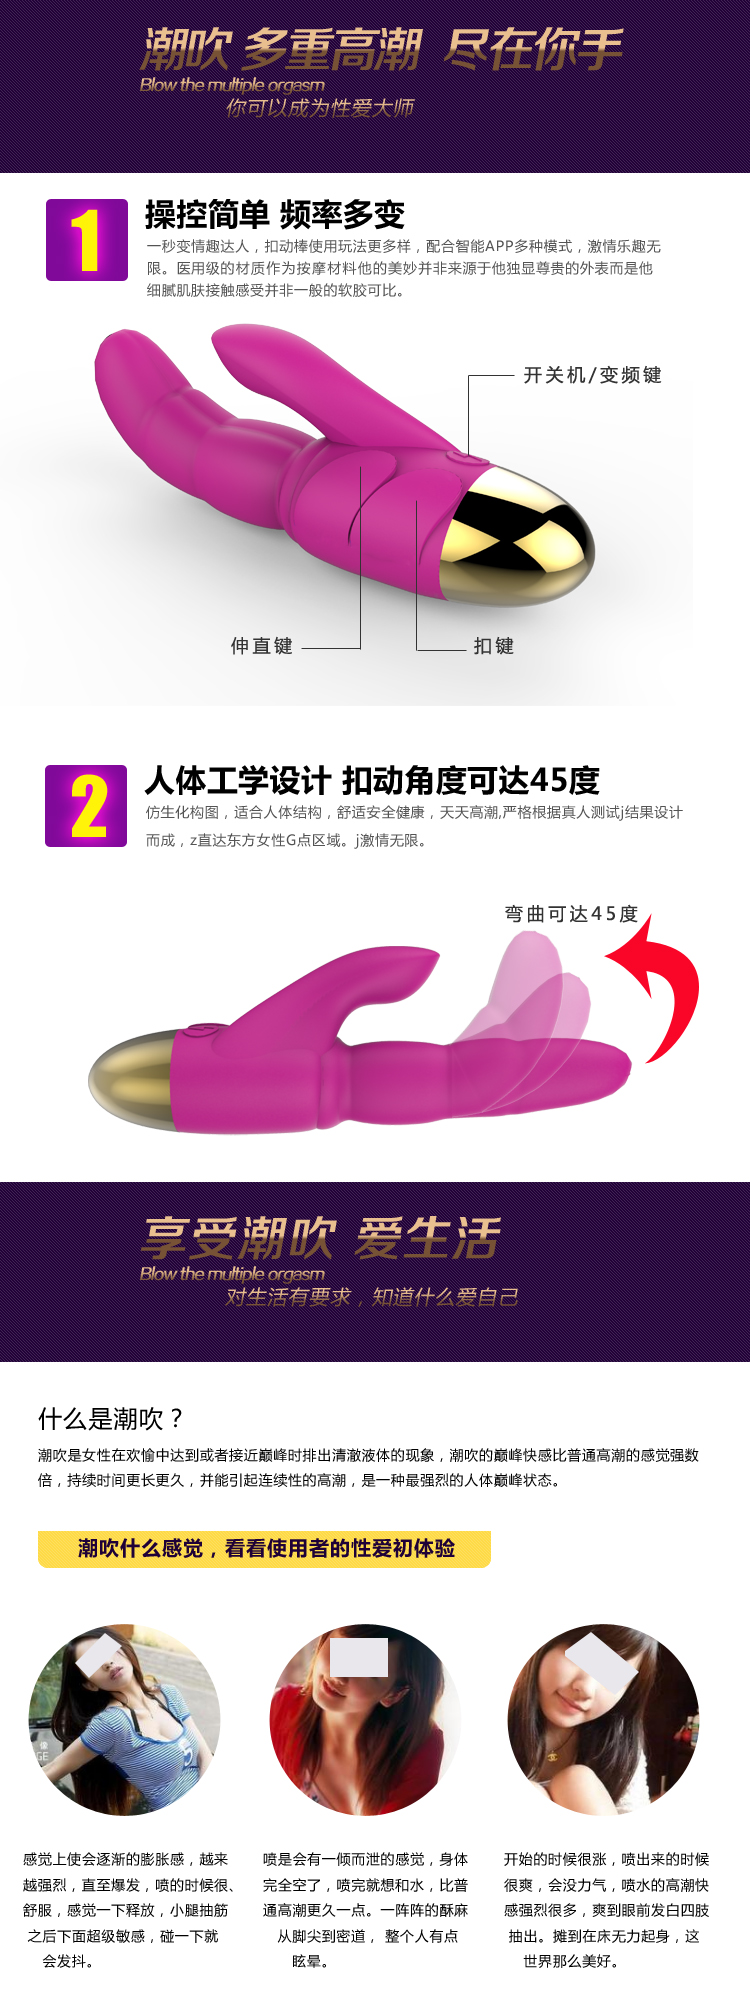 潮吹 多重高潮 尽在你手
Blow the multiple orgasm
你可以成为性爱大师
1
操控简单 频率多变
一秒变情趣达人，扣动棒使用玩法更多样，配合智能APP多种模式，激情乐趣无
限。医用级的材质作为按摩材料他的美妙并非来源于他独显尊贵的外表而是他
细腻肌肤接触感受并非一般的软胶可比。
开关机/变频键
伸直键
扣键
2
人体工学设计 扣动角度可达45度
仿生化构图，适合人体结构，舒适安全健康，天天高潮,严格根据真人测试j结果设计
而成，z直达东方女性G点区域。j激情无限。
弯曲可达45度
享受潮吹 爱生活
Blow the multiple orgasm
对生活有要求，知道什么爱自己
什么是潮吹？
潮吹是女性在欢愉中达到或者接近巅峰时排出清澈液体的现象，潮吹的巅峰快感比普通高潮的感觉强数
倍，持续时间更长更久，并能引起连续性的高潮，是一种最强烈的人体巅峰状态。
潮吹什么感觉，看看使用者的性爱初体验
像
GE
感觉上使会逐渐的膨胀感，越来
越强烈，直至爆发，喷的时候很、
舒服，感觉一下释放，小腿抽筋
之后下面超级敏感，碰一下就
会发抖。
喷是会有一倾而泄的感觉，身体
完全空了，喷完就想和水，比普
通高潮更久一点。一阵阵的酥麻
从脚尖到密道， 整个人有点
眩晕。
开始的时候很涨，喷出来的时候
很爽，会没力气，喷水的高潮快
感强烈很多，爽到眼前发白四肢
抽出。摊到在床无力起身，这
世界那么美好。